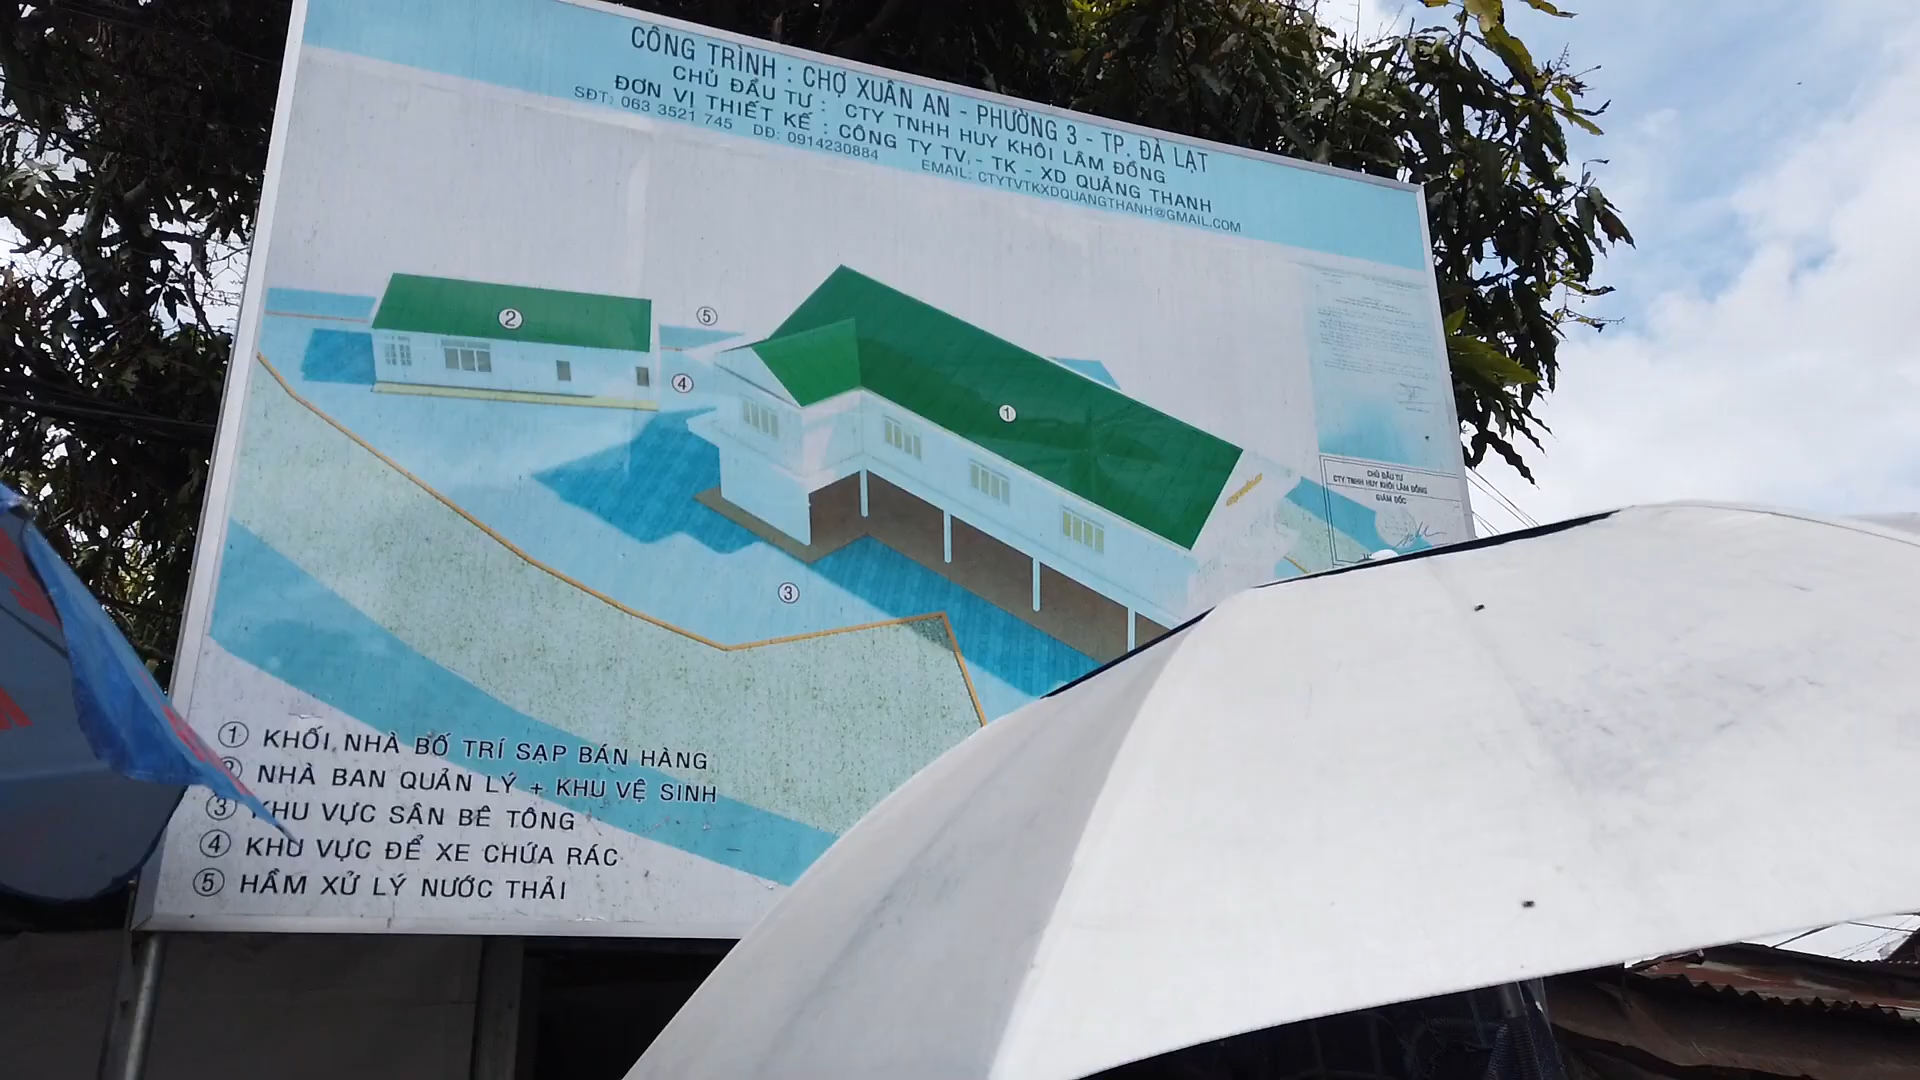 CÔNG TRÌNH : CHỢ XUÂN AN - PHƯỜNG 3 - TP. ĐÀ LẠT
CHỦ ĐẦU TƯ : CTY TNHH HUY KHÔI LÂM ĐỒNG
ĐƠN VỊ THIẾT KẾ : CÔNG TY TV, - TK - XD QUẢNG THANH
SĐT: 063 3521 745 DĐ: 0914230884 EMAIL: CTYTVTKXDQUANGTHANH@GMAIL.COM
2
5
4
1
3
CHỦ ĐẦU TƯ
CTY TNHH HUY KHÔI LÂM ĐỒNG
GIÁM ĐỐC
1 KHỐI NHÀ BỐ TRÍ SẠP BÁN HÀNG
2 NHÀ BAN QUẢN LÝ + KHU VỆ SINH
3 KHU VỰC SÂN BÊ TÔNG
4 KHU VỰC ĐỂ XE CHỨA RÁC
5 HẦM XỬ LÝ NƯỚC THẢI